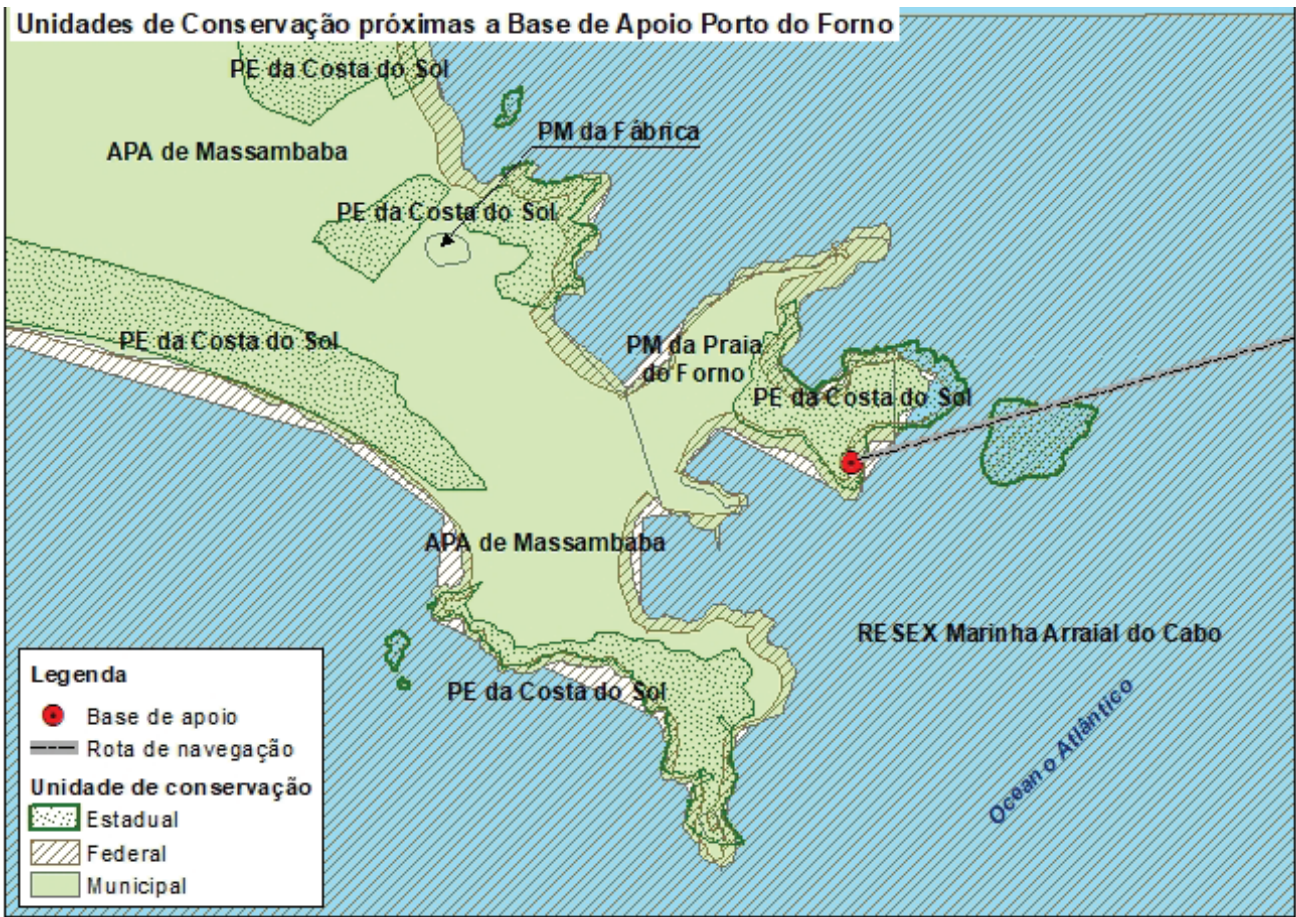 Unidades de Conservação próximas a Base de Apoio Porto do Forno
PE da Costa do Sol
PM da Fábrica
APA de Massambaba
PE da Costa do Sol
PE da Costa do Sol
PM da Praia
do Forno
PE da Costa do Sol
APA de Massambaba
RESEX Marinha Arraial do Cabo
PE da Costa do Sol
Oceano Atlântico
Legenda
Base de apoio
Rota de navegação
Unidade de conservação
Estadual
Federal
Municipal